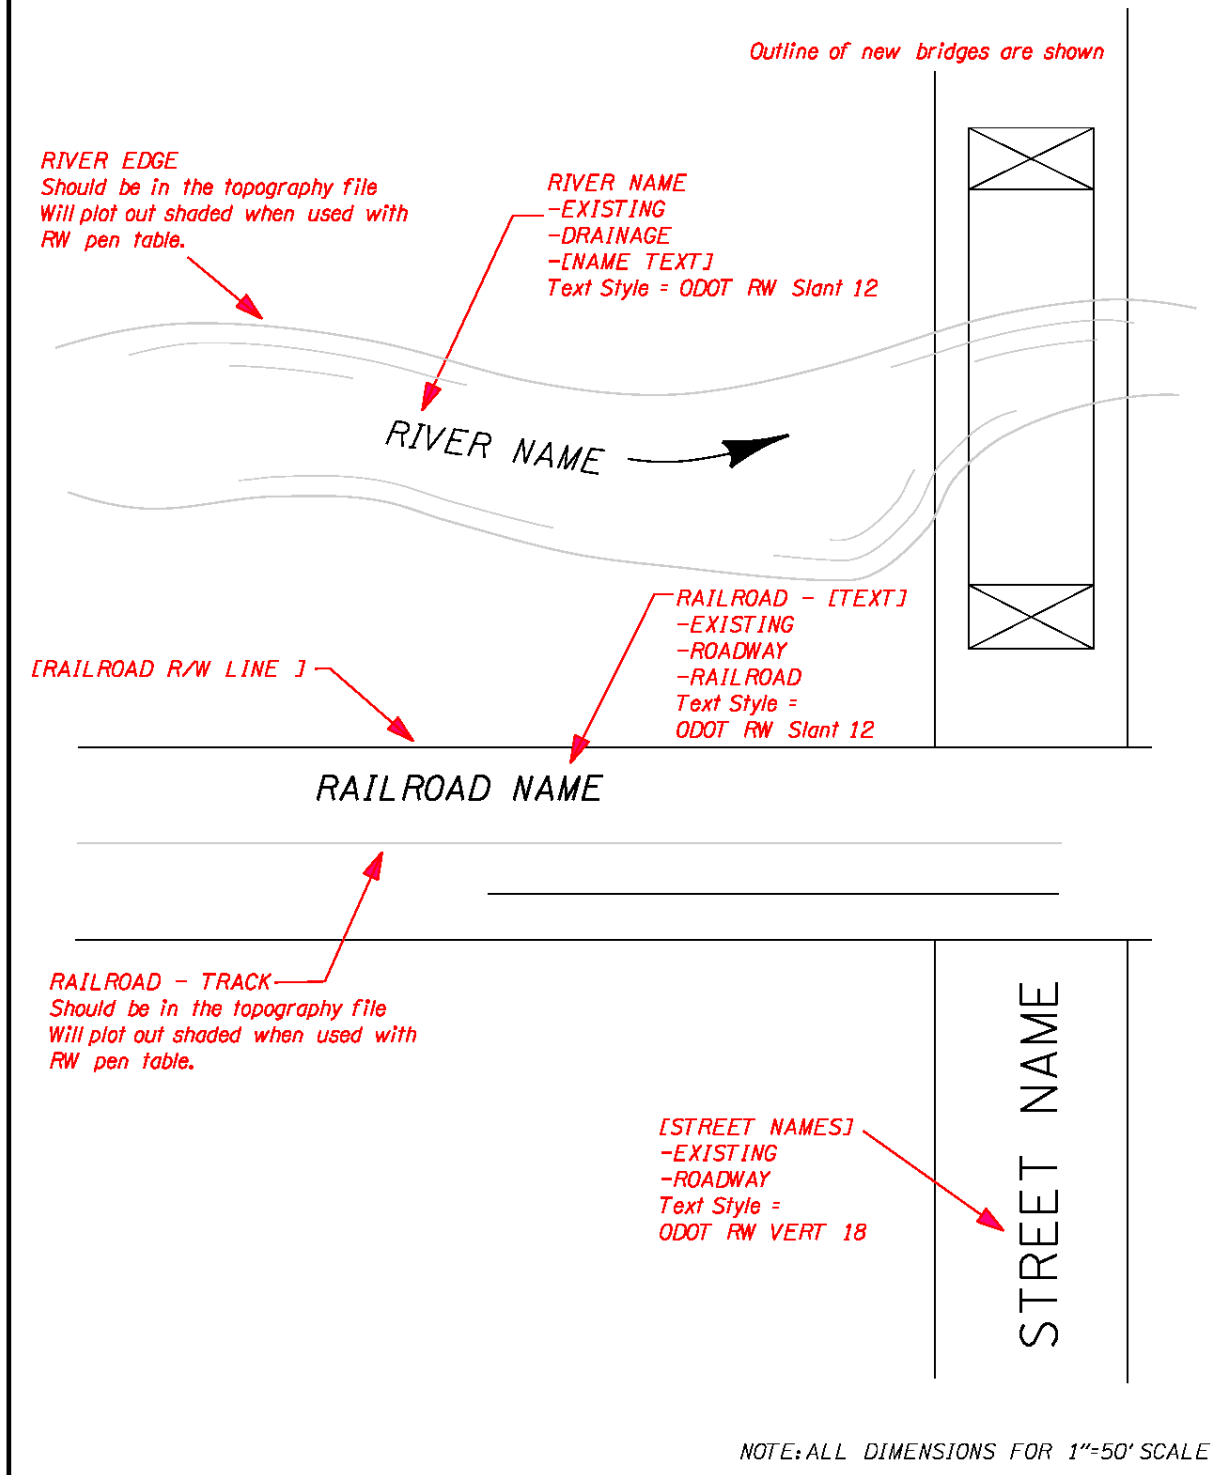 Outline of new bridges are shown
RIVER EDGE
Should be in the topography file
Will plot out shaded when used with
RW pen table.
RIVER NAME
-EXISTING
-DRAINAGE
-[NAME TEXT]
Text Style = ODOT RW Slant 12
RIVER NAME
RAILROAD - [TEXT]
-EXISTING
-ROADWAY
-RAILROAD
Text Style =
ODOT RW Slant 12
[RAILROAD R/W LINE ]
RAILROAD NAME
RAILROAD - TRACK
Should be in the topography file
Will plot out shaded when used with
RW pen table.
STREET NAME
[STREET NAMES]
-EXISTING
-ROADWAY
Text Style =
ODOT RW VERT 18
NOTE: ALL DIMENSIONS FOR 1"=50' SCALE